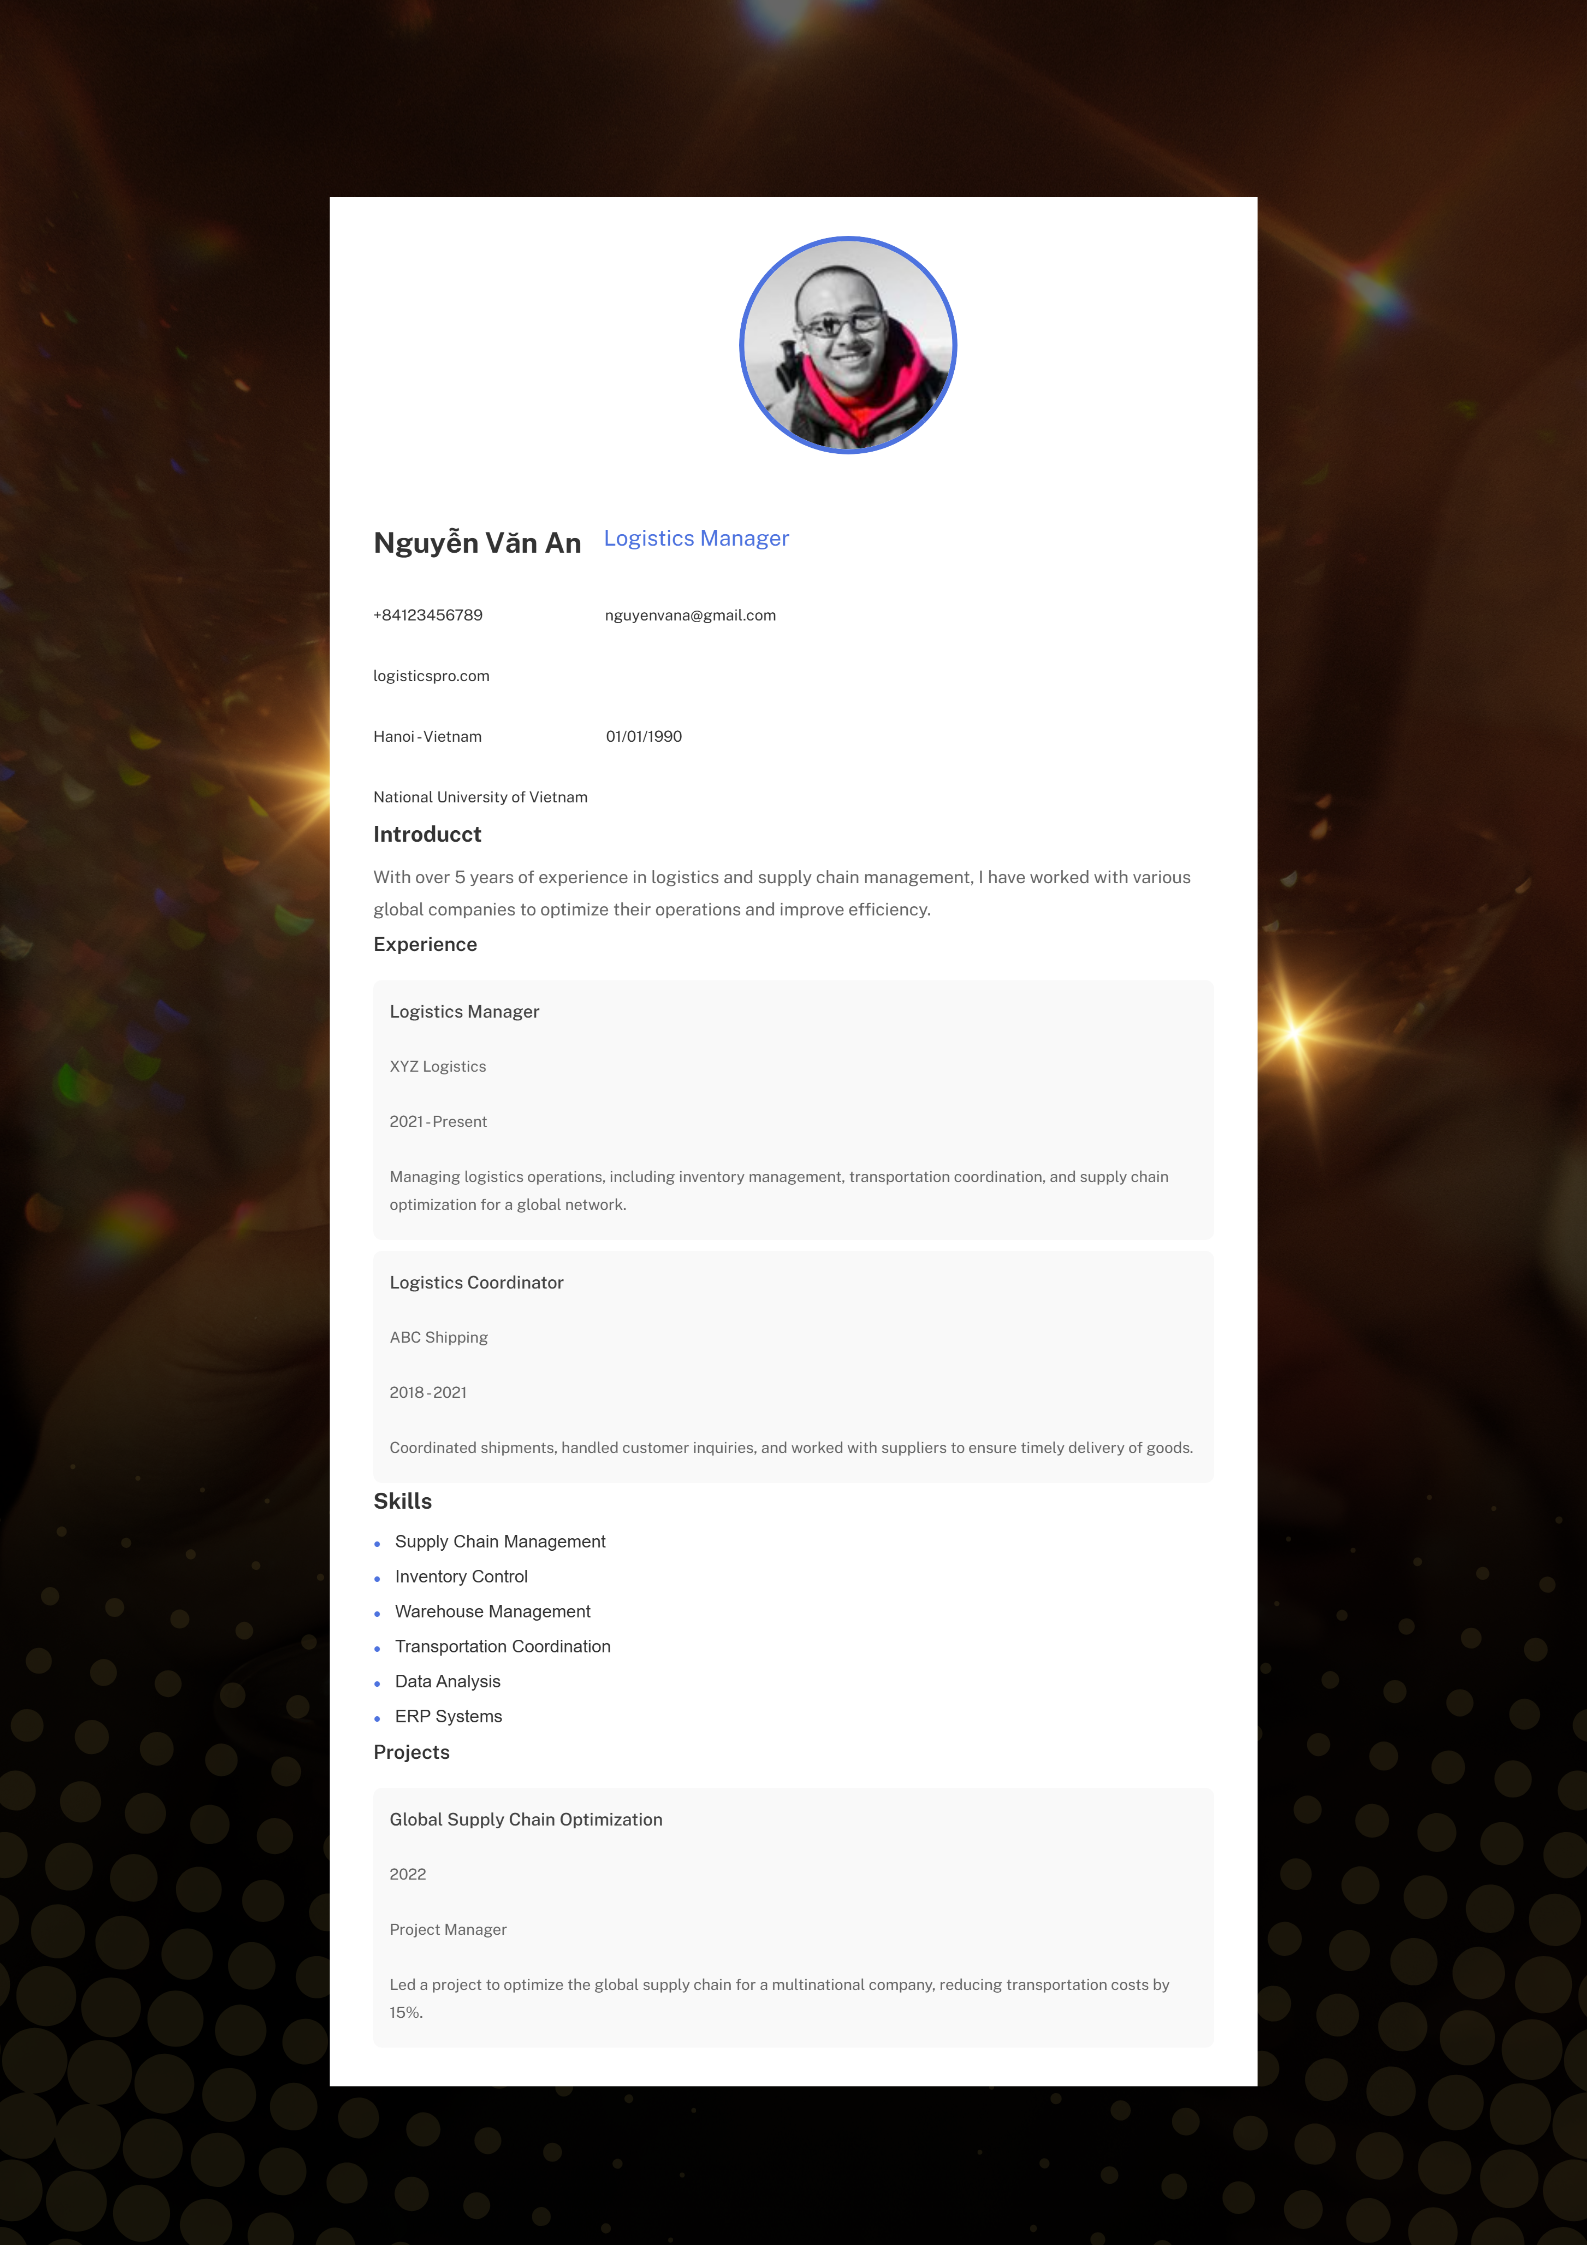 Nguyễn Văn An Logistics Manager
+84123456789 nguyenvana@gmail.com
logisticspro.com
Hanoi - Vietnam 01/01/1990
National University of Vietnam
Introducct
With over 5 years of experience in logistics and supply chain management, I have worked with various
global companies to optimize their operations and improve efficiency.
Experience
Logistics Manager
XYZ Logistics
2021 - Present
Managing logistics operations, including inventory management, transportation coordination, and supply chain
optimization for a global network.
Logistics Coordinator
ABC Shipping
2018 - 2021
Coordinated shipments, handled customer inquiries, and worked with suppliers to ensure timely delivery of goods.
Skills
• Supply Chain Management
• Inventory Control
• Warehouse Management
• Transportation Coordination
• Data Analysis
• ERP Systems
Projects
Global Supply Chain Optimization
2022
Project Manager
Led a project to optimize the global supply chain for a multinational company, reducing transportation costs by
15%.